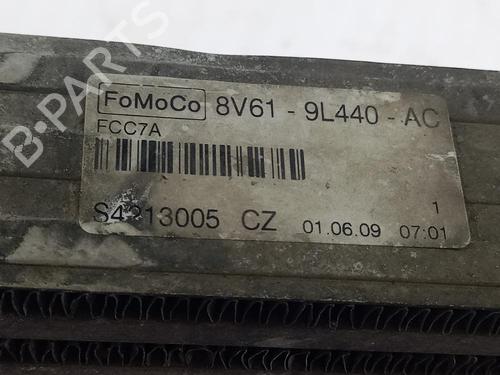 B-PARTS
FoMoCo 8V61 - 9L440 - AC
FCC7A
S4213005 CZ 01.06.09 07:01
1